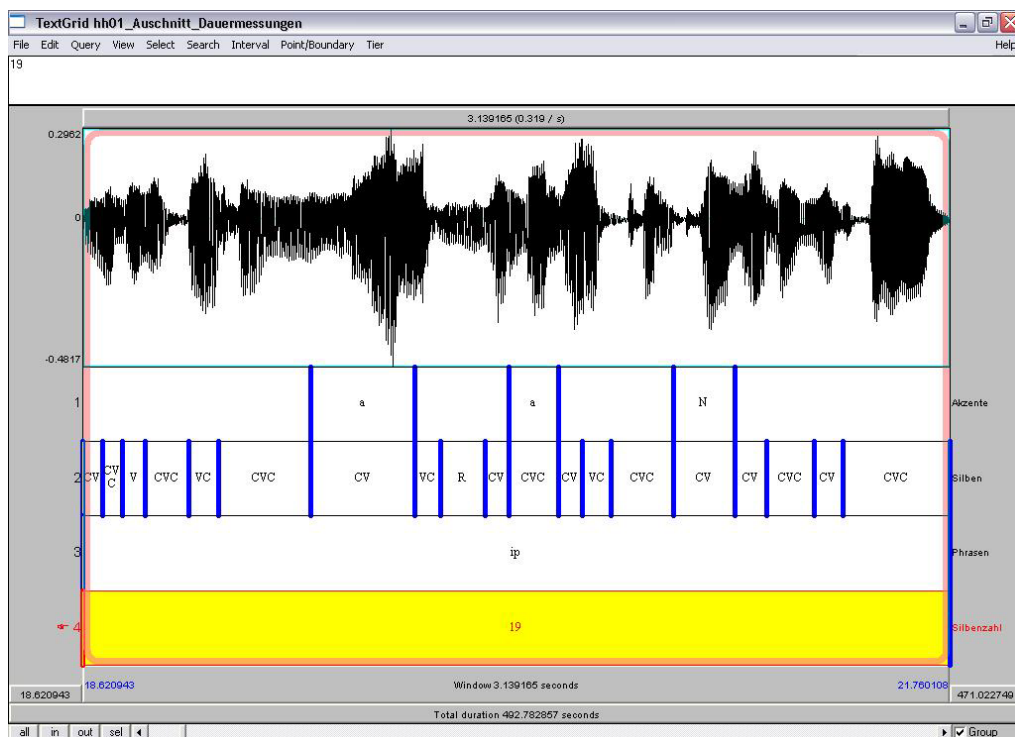 TextGrid hh01_Auschnitt_Dauermessungen
File Edit Query View Select Search Interval Point/Boundary Tier Help
19
3.139165 (0.319 / s)
0.2962
0
-0.4817
1 a a N Akzente
2 CV CVC V CVC VC CVC CV VC R CV CVC CV VC CVC CV CV CVC CV CVC Silben
3 ip Phrasen
4 19 Silbenzahl
18.620943 Window 3.139165 seconds 21.760108
18.620943 471.022749
Total duration 492.782857 seconds
all in out sel Group